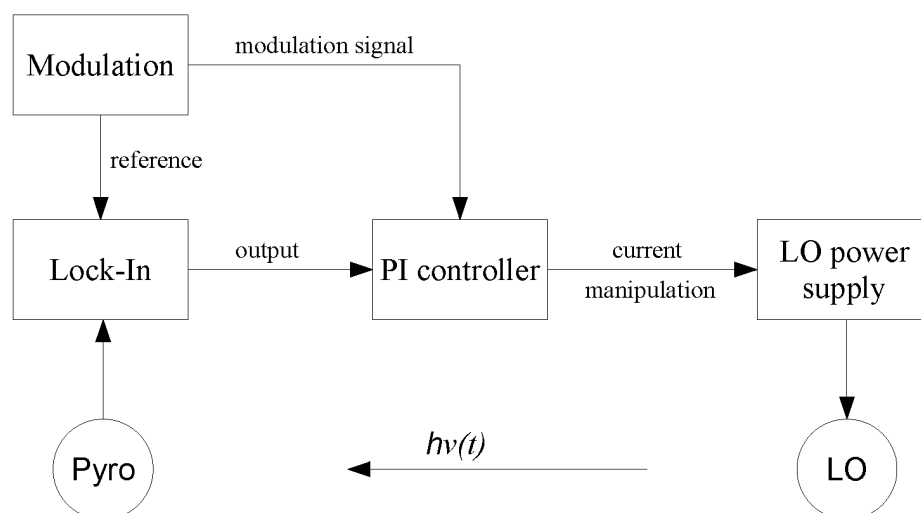 Modulation
modulation signal
reference
Lock-In
output
PI controller
current
manipulation
LO power
supply
Pyro
hν(t)
LO